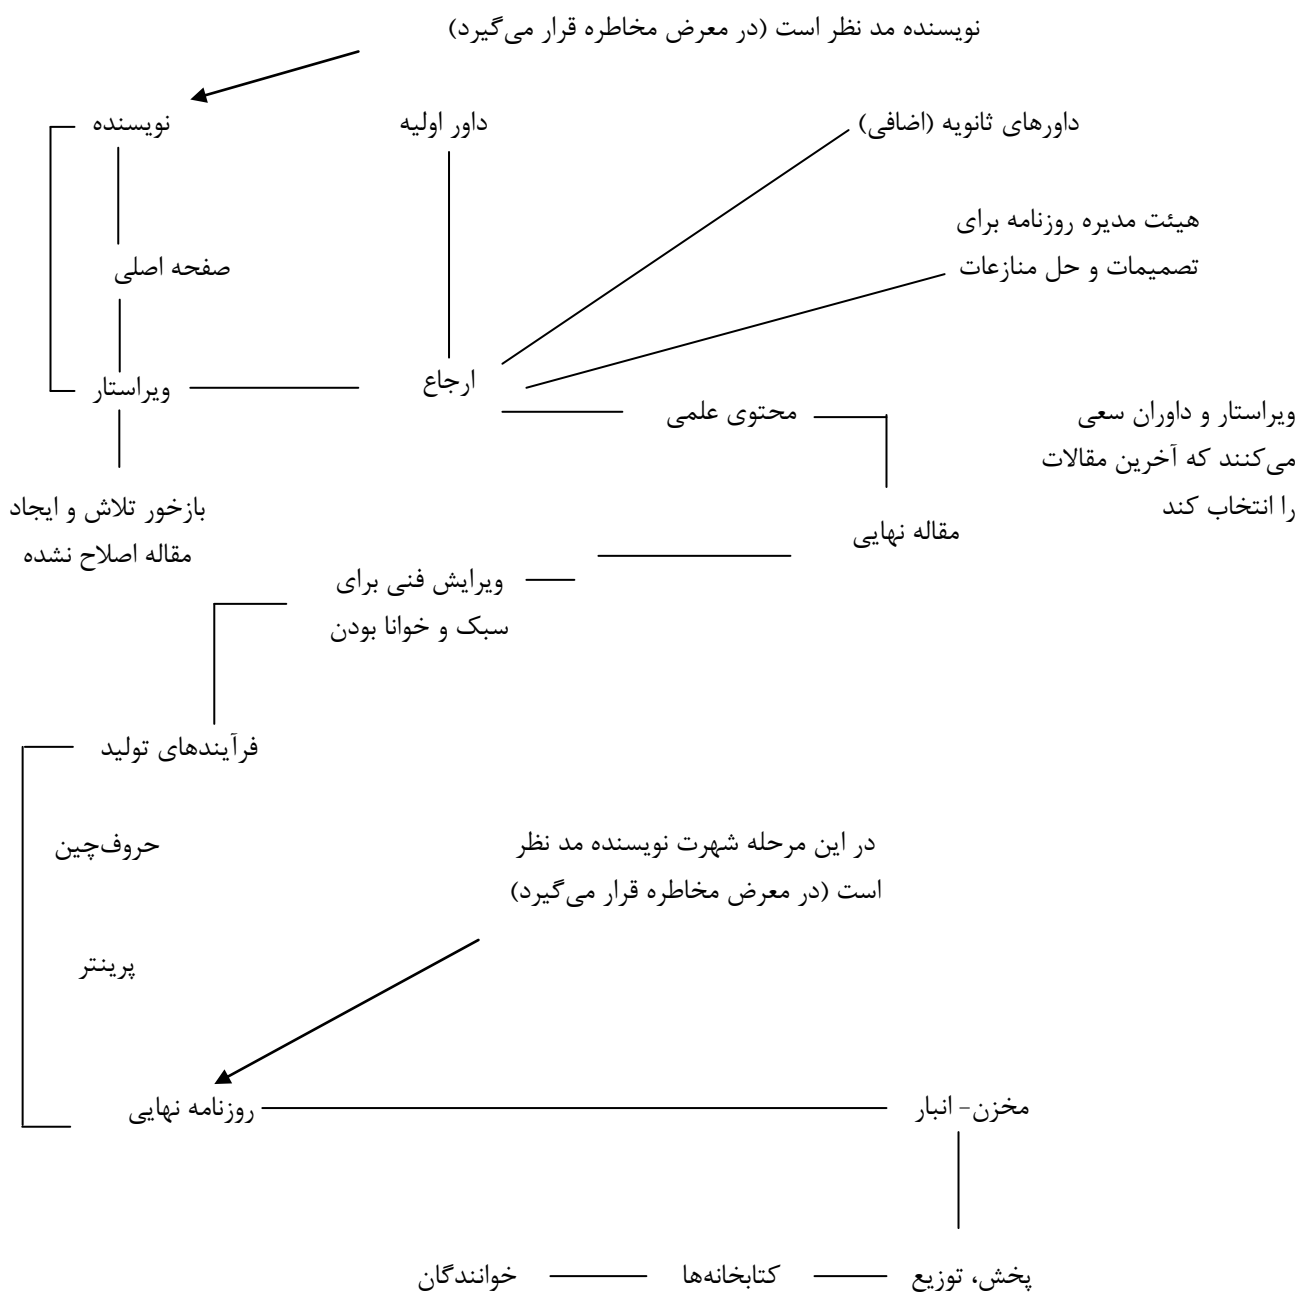 نویسنده مد نظر است (در معرض مخاطره قرار می‌گیرد)
داورهای ثانویه (اضافی)
داور اولیه
نویسنده
هیئت مدیره روزنامه برای
تصمیمات و حل منازعات
صفحه اصلی
ارجاع
ویراستار
ویراستار و داوران سعی
می‌کنند که آخرین مقالات
را انتخاب کند
محتوی علمی
بازخور تلاش و ایجاد
مقاله اصلاح نشده
مقاله نهایی
ویرایش فنی برای
سبک و خوانا بودن
فرآیندهای تولید
حروف‌چین
در این مرحله شهرت نویسنده مد نظر
است (در معرض مخاطره قرار می‌گیرد)
پرینتر
مخزن- انبار
روزنامه نهایی
پخش، توزیع
کتابخانه‌ها
خوانندگان